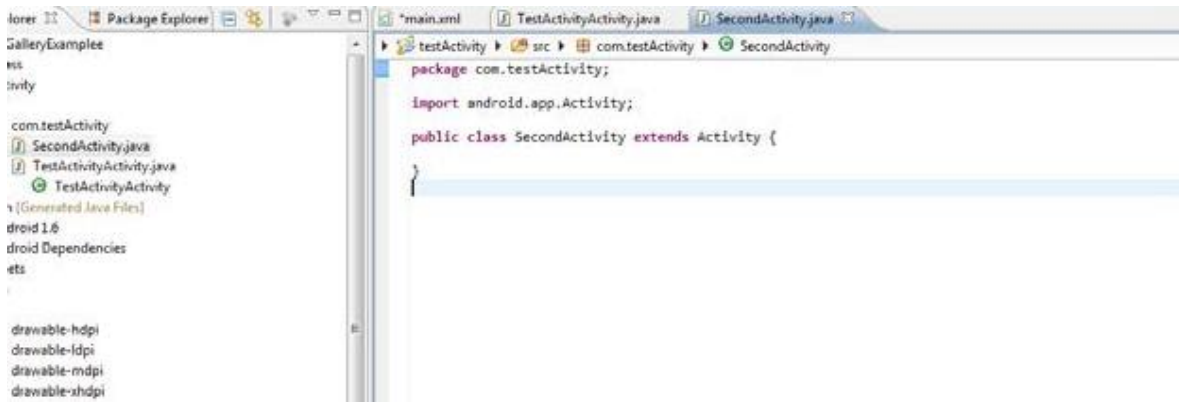 lorer Package Explorer
GalleryExamplee
ess
tivity
com.testActivity
SecondActivity.java
TestActivityActivity.java
TestActivityActivity
n [Generated Java Files]
droid 1.6
droid Dependencies
ets
drawable-hdpi
drawable-ldpi
drawable-mdpi
drawable-xhdpi
*main.xml TestActivityActivity.java SecondActivity.java
testActivity src com.testActivity SecondActivity
package com.testActivity;
import android.app.Activity;
public class SecondActivity extends Activity {
}